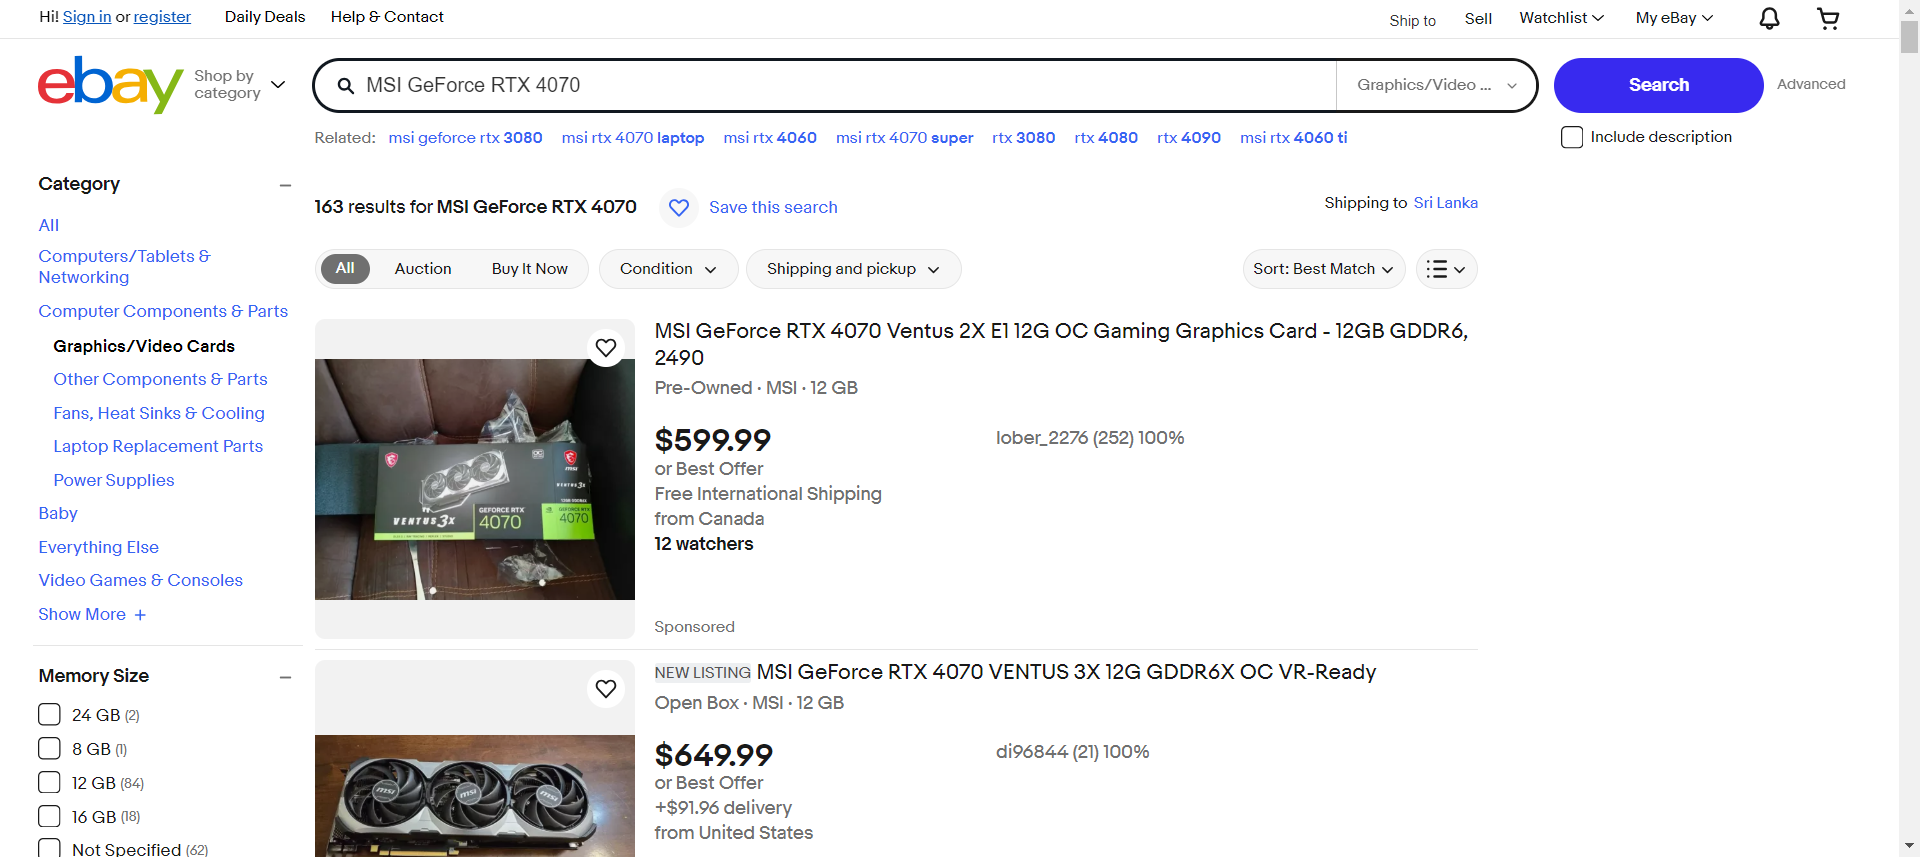 Hi! Sign in or register
Daily Deals
Help & Contact
Ship to
Sell
Watchlist
My eBay
ebay
Shop by
category
MSI GeForce RTX 4070
Graphics/Video ...
Search
Advanced
Related: msi geforce rtx 3080 msi rtx 4070 laptop msi rtx 4060 msi rtx 4070 super rtx 3080 rtx 4080 rtx 4090 msi rtx 4060 ti
Include description
Category
All
Computers/Tablets &
Networking
Computer Components & Parts
Graphics/Video Cards
Other Components & Parts
Fans, Heat Sinks & Cooling
Laptop Replacement Parts
Power Supplies
Baby
Everything Else
Video Games & Consoles
Show More
Memory Size
24 GB (2)
8 GB (1)
12 GB (84)
16 GB (18)
Not Specified (62)
163 results for MSI GeForce RTX 4070
Save this search
Shipping to Sri Lanka
All
Auction
Buy It Now
Condition
Shipping and pickup
Sort: Best Match
MSI GeForce RTX 4070 Ventus 2X E1 12G OC Gaming Graphics Card - 12GB GDDR6,
2490
Pre-Owned · MSI · 12 GB
$599.99
lober_2276 (252) 100%
or Best Offer
Free International Shipping
from Canada
12 watchers
Sponsored
OC
msi
VENTUS 3X
VENTUS 3X
GEFORCE RTX
4070
GEFORCE RTX
4070
NEW LISTING MSI GeForce RTX 4070 VENTUS 3X 12G GDDR6X OC VR-Ready
Open Box · MSI · 12 GB
$649.99
di96844 (21) 100%
or Best Offer
+$91.96 delivery
from United States
msi
msi
msi